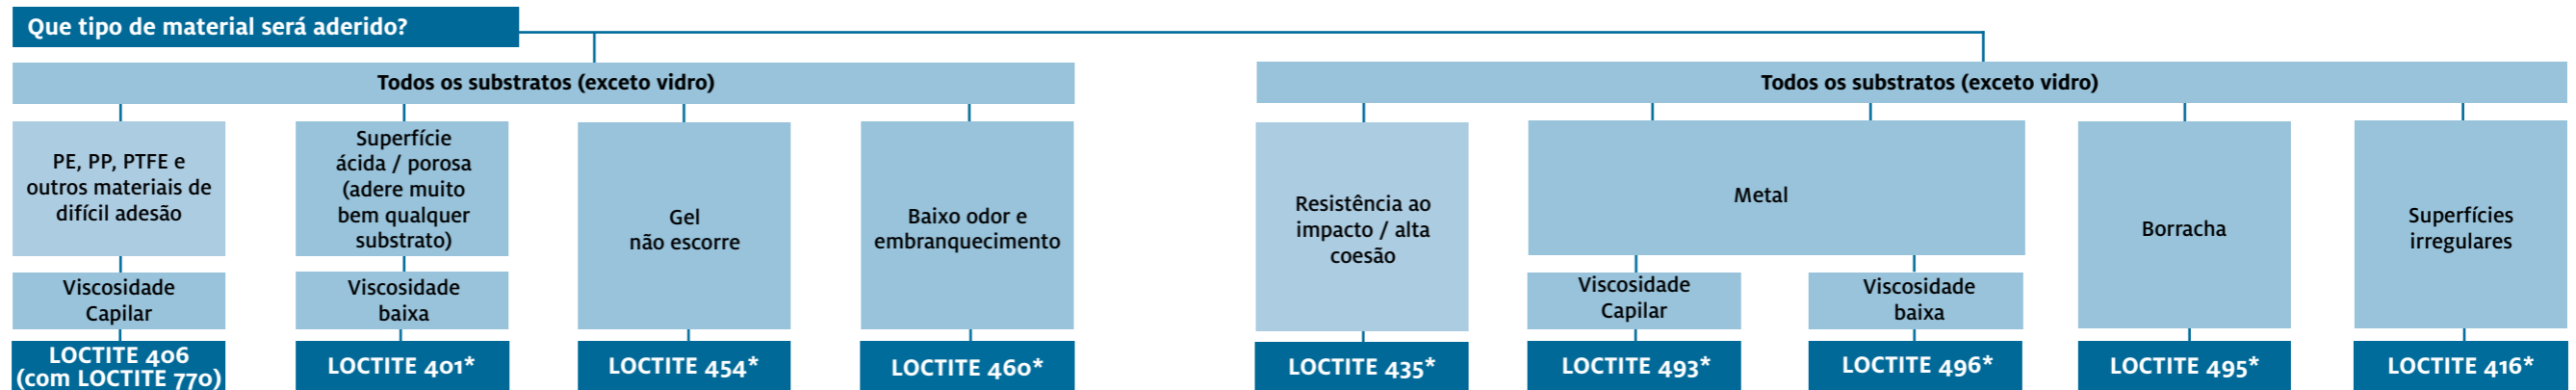 Que tipo de material será aderido?
Todos os substratos (exceto vidro)
PE, PP, PTFE e
outros materiais de
difícil adesão
Viscosidade
Capilar
LOCTITE 406
(com LOCTITE 770)
Superfície
ácida / porosa
(adere muito
bem qualquer
substrato)
Viscosidade
baixa
LOCTITE 401*
Gel
não escorre
LOCTITE 454*
Baixo odor e
embranquecimento
LOCTITE 460*
Todos os substratos (exceto vidro)
Resistência ao
impacto / alta
coesão
LOCTITE 435*
Metal
Viscosidade
Capilar
LOCTITE 493*
Viscosidade
baixa
LOCTITE 496*
Borracha
LOCTITE 495*
Superfícies
irregulares
LOCTITE 416*